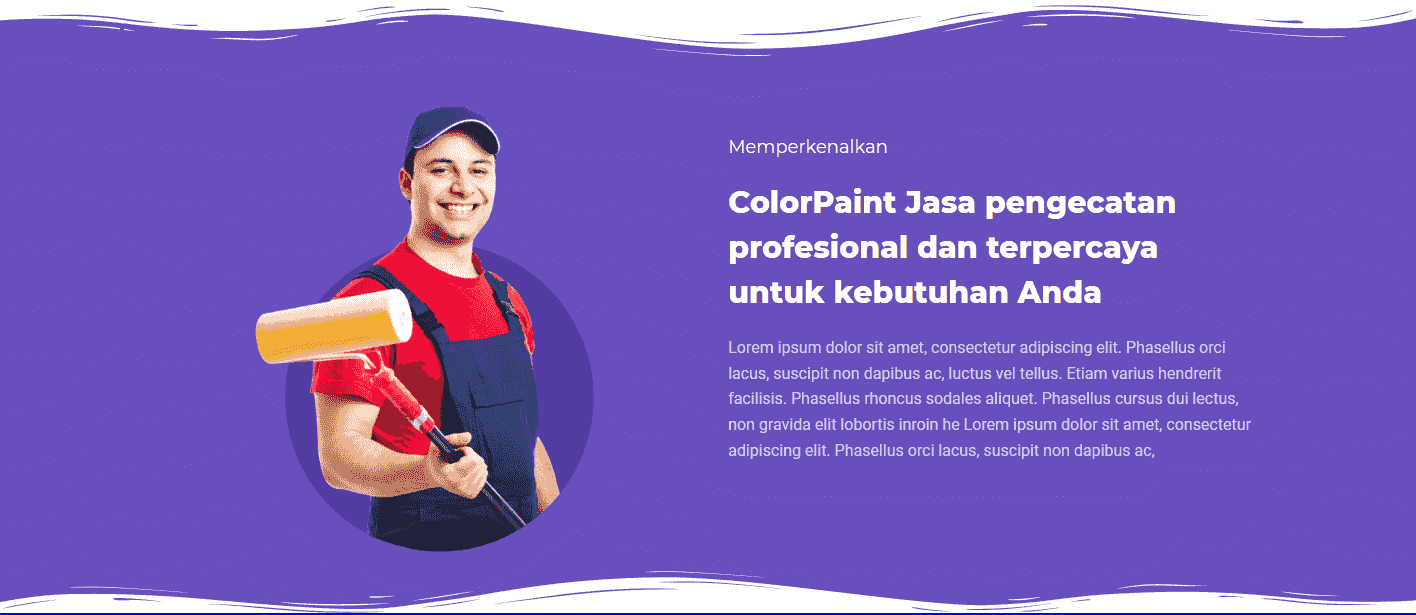 Memperkenalkan
ColorPaint Jasa pengecatan
profesional dan terpercaya
untuk kebutuhan Anda
Lorem ipsum dolor sit amet, consectetur adipiscing elit. Phasellus orci
lacus, suscipit non dapibus ac, luctus vel tellus. Etiam varius hendrerit
facilisis. Phasellus rhoncus sodales aliquet. Phasellus cursus dui lectus,
non gravida elit lobortis inroin he Lorem ipsum dolor sit amet, consectetur
adipiscing elit. Phasellus orci lacus, suscipit non dapibus ac,